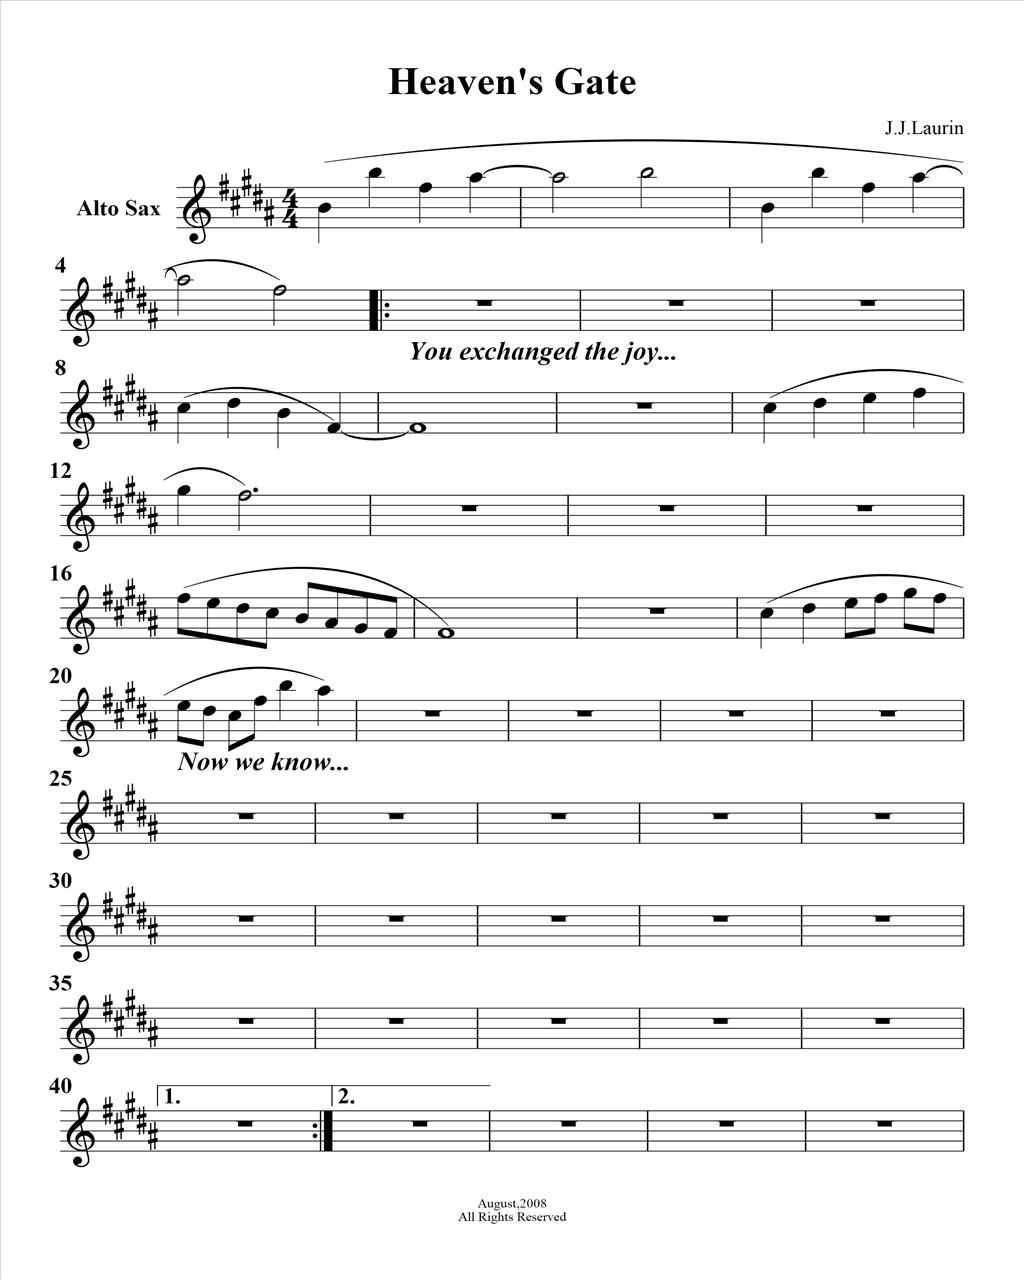 Heaven's Gate
J.J.Laurin
Alto Sax
4
4
4
You exchanged the joy...
8
12
16
20
Now we know...
25
30
35
40
1.
2.
August,2008
All Rights Reserved